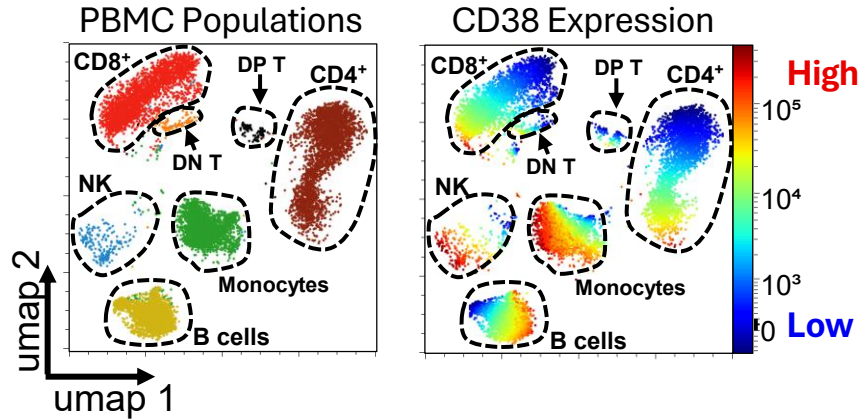 PBMC Populations
CD8⁺
DP T
CD4⁺
DN T
NK
Monocytes
B cells
umap 2
umap 1
CD38 Expression
CD8⁺
DP T
CD4⁺
DN T
NK
Monocytes
B cells
High
10⁵
10⁴
10³
0
Low